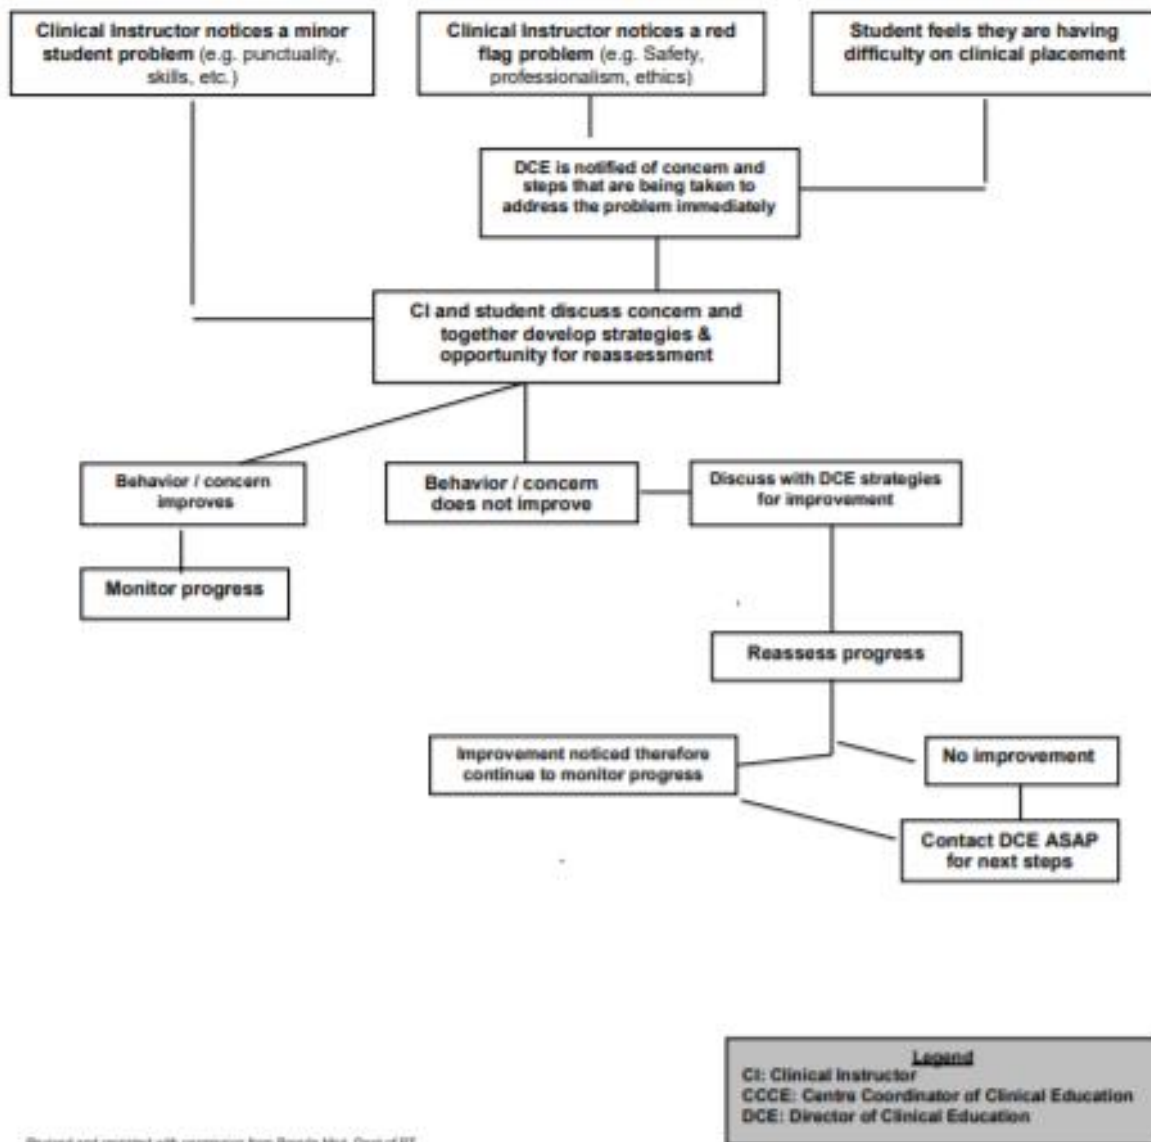 Clinical Instructor notices a minor
student problem (e.g. punctuality,
skills, etc.)
Clinical Instructor notices a red
flag problem (e.g. Safety,
professionalism, ethics)
Student feels they are having
difficulty on clinical placement
DCE is notified of concern and
steps that are being taken to
address the problem immediately
CI and student discuss concern and
together develop strategies &
opportunity for reassessment
Behavior / concern
improves
Behavior / concern
does not improve
Discuss with DCE strategies
for improvement
Monitor progress
Reassess progress
Improvement noticed therefore
continue to monitor progress
No improvement
Contact DCE ASAP
for next steps
Legend
CI: Clinical Instructor
CCCE: Centre Coordinator of Clinical Education
DCE: Director of Clinical Education